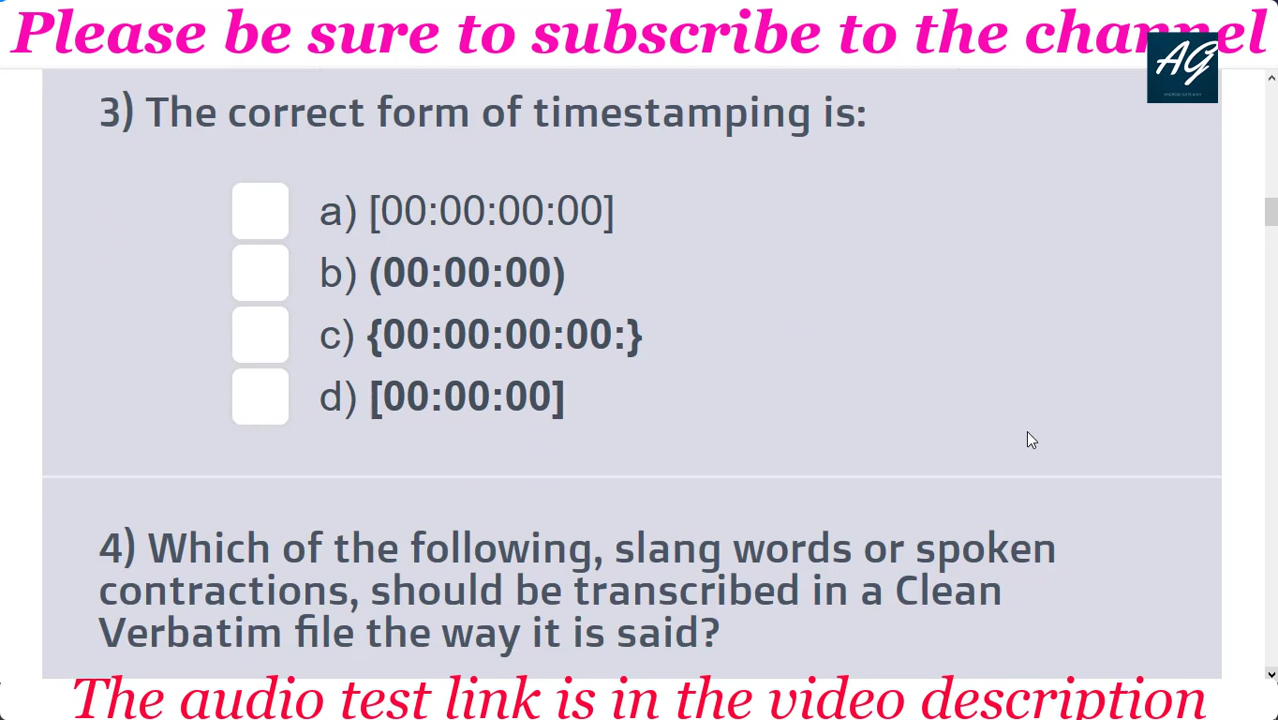 Please be sure to subscribe to the channel
AG
3) The correct form of timestamping is:
a) [00:00:00:00]
b) (00:00:00)
c) {00:00:00:00:}
d) [00:00:00]
4) Which of the following, slang words or spoken
contractions, should be transcribed in a Clean
Verbatim file the way it is said?
The audio test link is in the video description